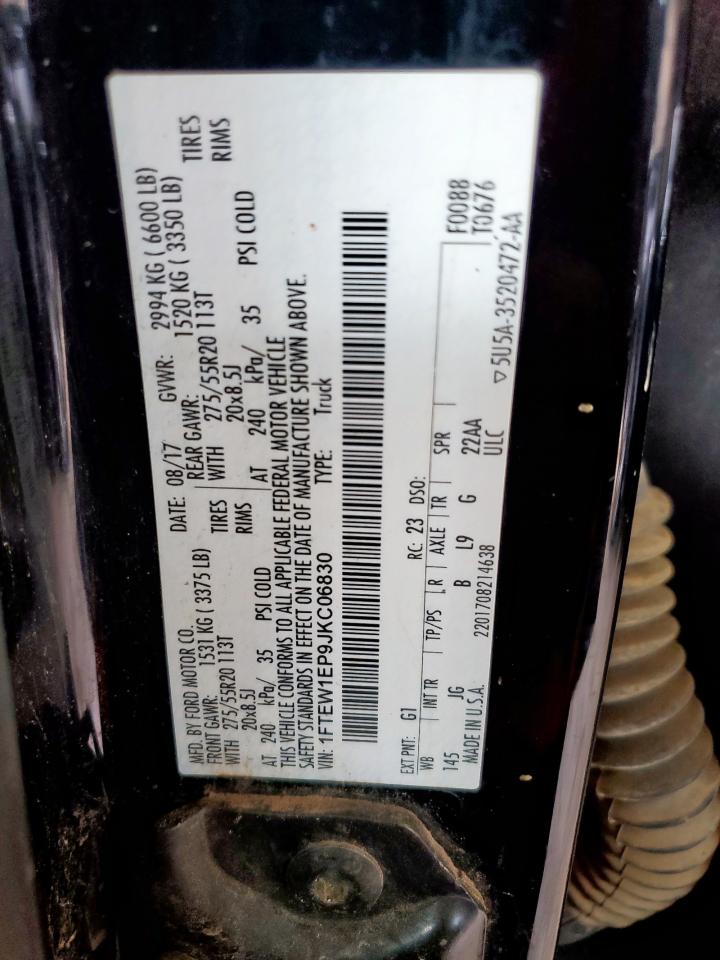 MFD. BY FORD MOTOR CO. DATE: 08/17 GVWR: 2994 KG ( 6600 LB)
FRONT GAWR: 1531 KG ( 3375 LB) REAR GAWR: 1520 KG ( 3350 LB)
WITH 275/55R20 113T TIRES WITH 275/55R20 113T TIRES
20x8.5J RIMS 20x8.5J RIMS
AT 240 kPa/ 35 PSI COLD AT 240 kPa/ 35 PSI COLD
THIS VEHICLE CONFORMS TO ALL APPLICABLE FEDERAL MOTOR VEHICLE
SAFETY STANDARDS IN EFFECT ON THE DATE OF MANUFACTURE SHOWN ABOVE.
VIN: 1FTEW1EP9JKC06830 TYPE: Truck
EXT PNT: G1 RC: 23 DSO: F0088
WB INT TR TP/PS LR AXLE TR SPR T0676
145 JG B L9 G 22AA
MADE IN U.S.A. 2201708214638 ULC ▽5U5A-3520472-AA